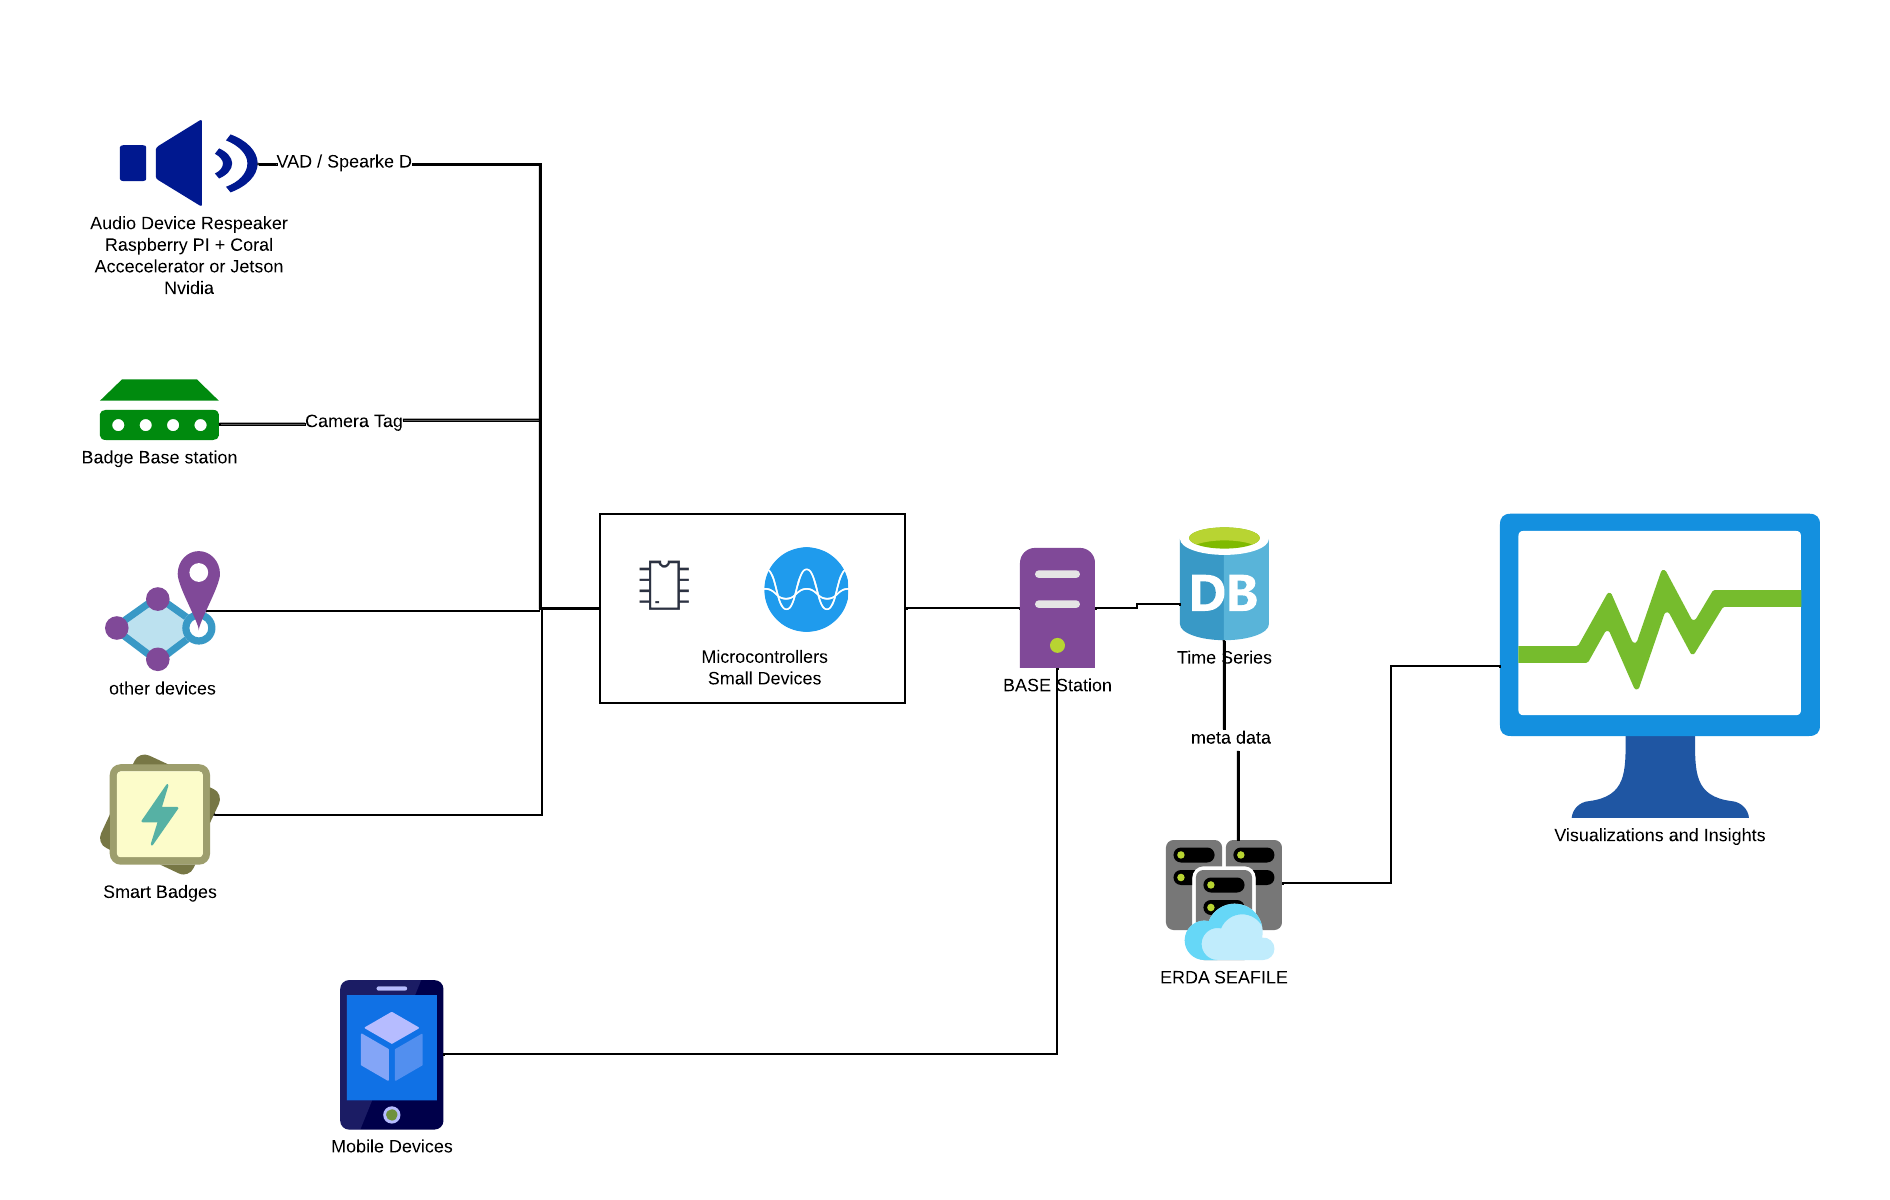 VAD / Spearke D
Audio Device Respeaker
Raspberry PI + Coral
Accecelerator or Jetson
Nvidia
Camera Tag
Badge Base station
other devices
Smart Badges
Mobile Devices
Microcontrollers
Small Devices
BASE Station
DB
Time Series
meta data
ERDA SEAFILE
Visualizations and Insights